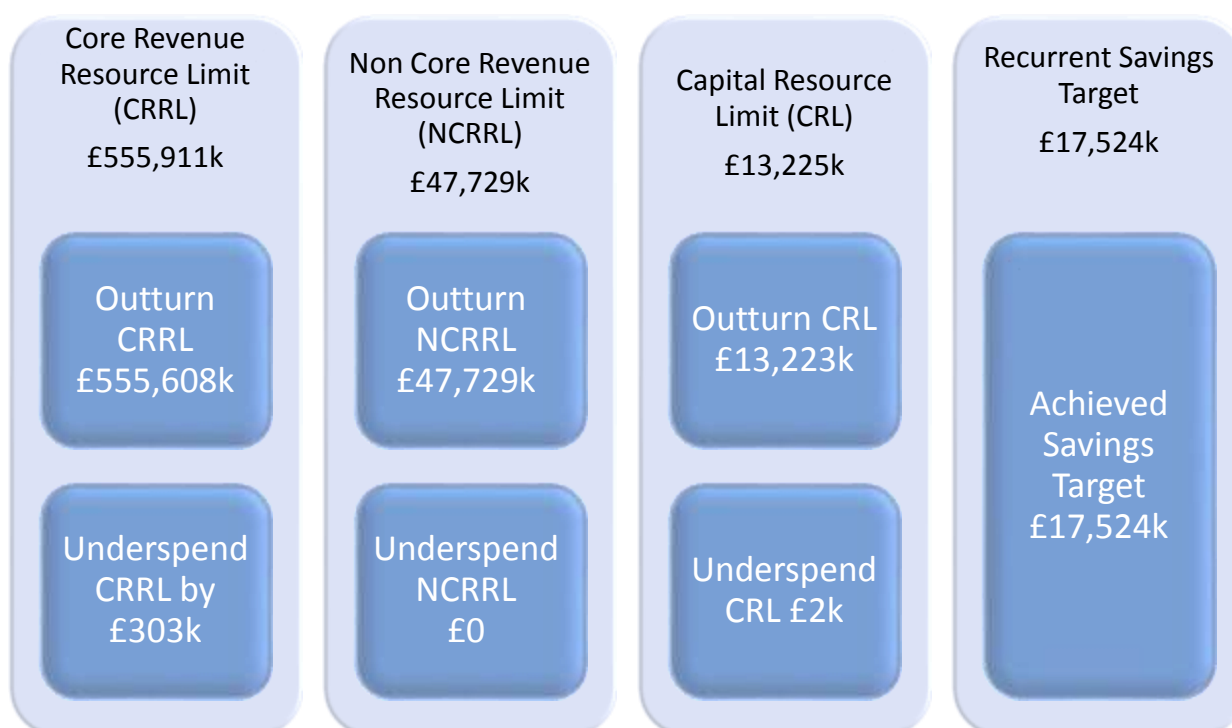 Core Revenue
Resource Limit
(CRRL)
£555,911k
Outturn
CRRL
£555,608k
Underspend
CRRL by
£303k
Non Core Revenue
Resource Limit
(NCRRL)
£47,729k
Outturn
NCRRL
£47,729k
Underspend
NCRRL
£0
Capital Resource
Limit (CRL)
£13,225k
Outturn CRL
£13,223k
Underspend
CRL £2k
Recurrent Savings
Target
£17,524k
Achieved
Savings
Target
£17,524k